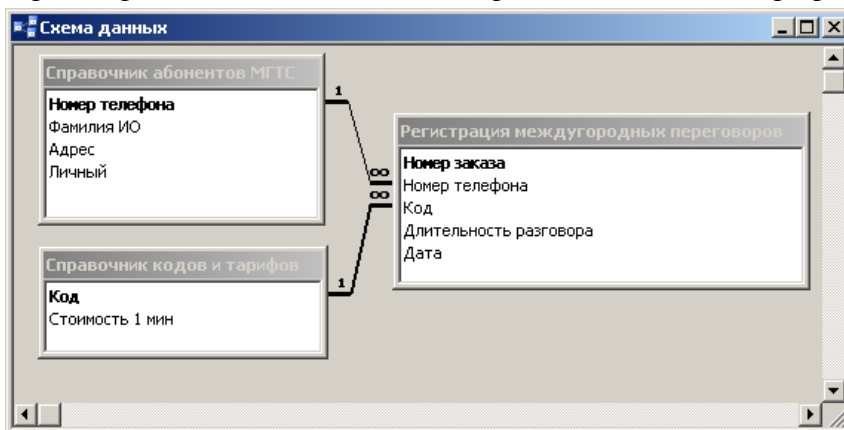 Схема данных
Справочник абонентов МГТС
Номер телефона
Фамилия ИО
Адрес
Личный
1
∞
∞
Регистрация междугородных переговоров
Номер заказа
Номер телефона
Код
Длительность разговора
Дата
Справочник кодов и тарифов
1
Код
Стоимость 1 мин